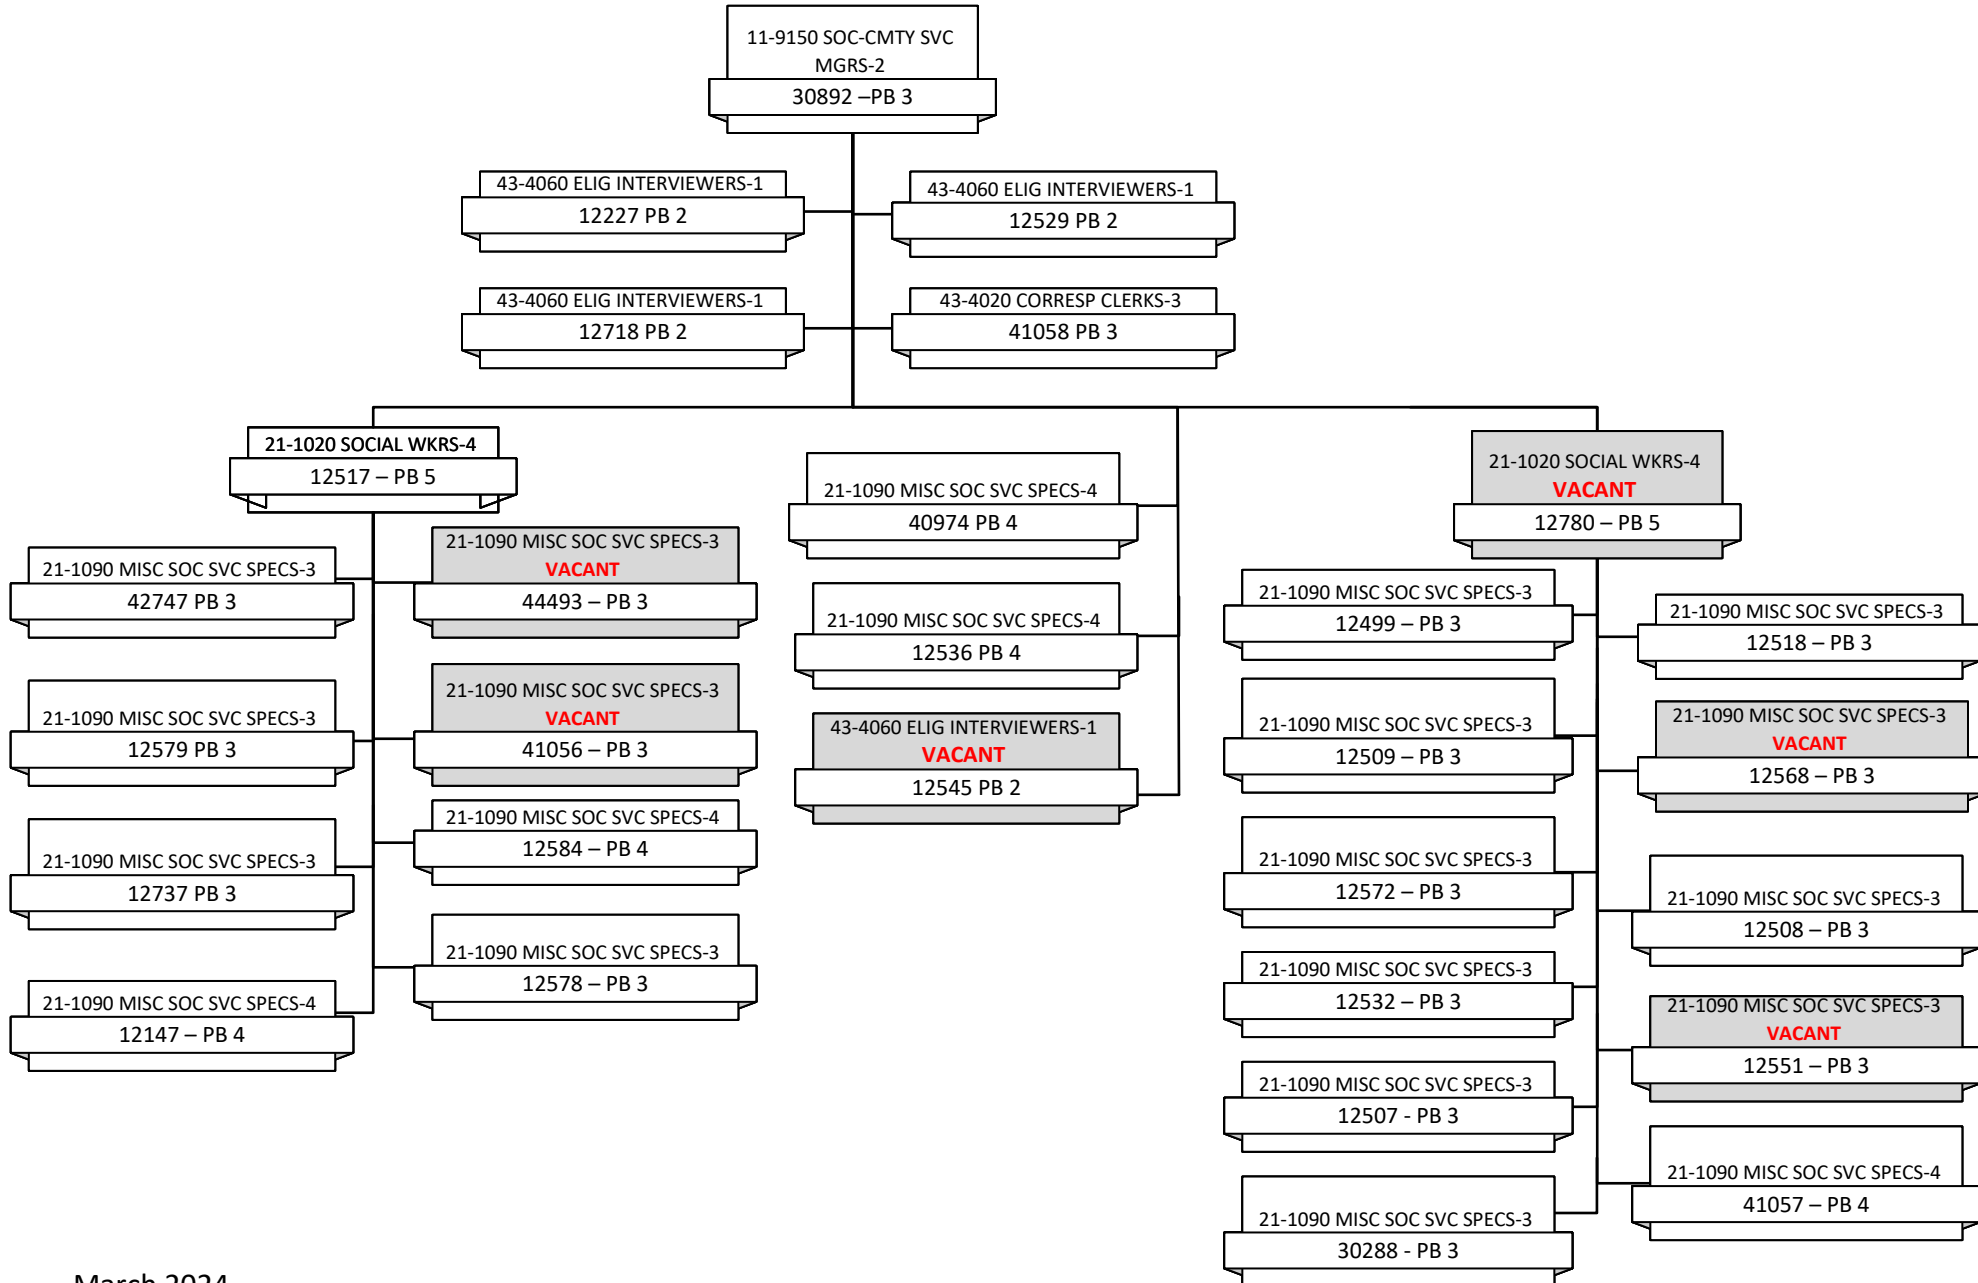 11-9150 SOC-CMTY SVC
MGRS-2
30892 –PB 3
43-4060 ELIG INTERVIEWERS-1
12227 PB 2
43-4060 ELIG INTERVIEWERS-1
12529 PB 2
43-4060 ELIG INTERVIEWERS-1
12718 PB 2
43-4020 CORRESP CLERKS-3
41058 PB 3
21-1020 SOCIAL WKRS-4
12517 – PB 5
21-1090 MISC SOC SVC SPECS-3
42747 PB 3
21-1090 MISC SOC SVC SPECS-3
VACANT
44493 – PB 3
21-1090 MISC SOC SVC SPECS-3
12579 PB 3
21-1090 MISC SOC SVC SPECS-3
VACANT
41056 – PB 3
21-1090 MISC SOC SVC SPECS-3
12737 PB 3
21-1090 MISC SOC SVC SPECS-4
12584 – PB 4
21-1090 MISC SOC SVC SPECS-4
12147 – PB 4
21-1090 MISC SOC SVC SPECS-3
12578 – PB 3
21-1090 MISC SOC SVC SPECS-4
40974 PB 4
21-1090 MISC SOC SVC SPECS-4
12536 PB 4
43-4060 ELIG INTERVIEWERS-1
VACANT
12545 PB 2
21-1020 SOCIAL WKRS-4
VACANT
12780 – PB 5
21-1090 MISC SOC SVC SPECS-3
12499 – PB 3
21-1090 MISC SOC SVC SPECS-3
12518 – PB 3
21-1090 MISC SOC SVC SPECS-3
12509 – PB 3
21-1090 MISC SOC SVC SPECS-3
VACANT
12568 – PB 3
21-1090 MISC SOC SVC SPECS-3
12572 – PB 3
21-1090 MISC SOC SVC SPECS-3
12508 – PB 3
21-1090 MISC SOC SVC SPECS-3
12532 – PB 3
21-1090 MISC SOC SVC SPECS-3
VACANT
12551 – PB 3
21-1090 MISC SOC SVC SPECS-3
12507 - PB 3
21-1090 MISC SOC SVC SPECS-4
41057 – PB 4
21-1090 MISC SOC SVC SPECS-3
30288 - PB 3
March 2024